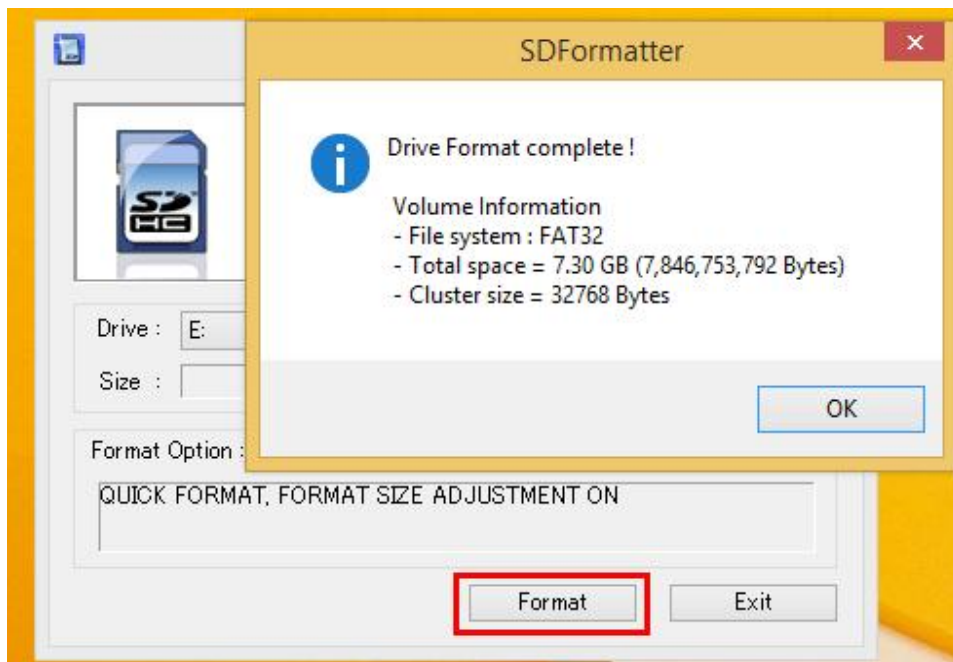 SDFormatter
Drive Format complete !
Volume Information
- File system : FAT32
- Total space = 7.30 GB (7,846,753,792 Bytes)
- Cluster size = 32768 Bytes
OK
SD
HC
Drive :
E:
Size :
Format Option :
QUICK FORMAT, FORMAT SIZE ADJUSTMENT ON
Format
Exit